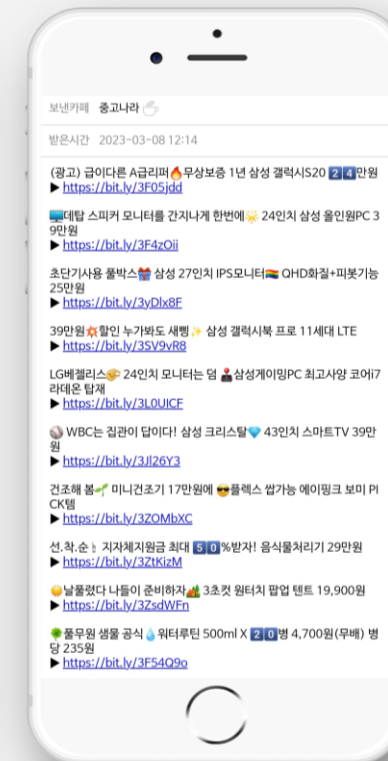 보낸카페 중고나라
받은시간 2023-03-08 12:14
(광고) 급이다른 A급리퍼🔥무상보증 1년 삼성 갤럭시S20 2️⃣4️⃣만원
▶ https://bit.ly/3F05jdd
🖥️데탑 스피커 모니터를 간지나게 한번에🌟 24인치 삼성 올인원PC 3
9만원
▶ https://bit.ly/3F4zOii
초단기사용 풀박스🎁 삼성 27인치 IPS모니터🏳️‍🌈 QHD화질+피봇기능
25만원
▶ https://bit.ly/3yDlx8F
39만원💥할인 누가봐도 새삥✨ 삼성 갤럭시북 프로 11세대 LTE
▶ https://bit.ly/3SV9vR8
LG베젤리스🤛 24인치 모니터는 덤 🕹️삼성게이밍PC 최고사양 코어i7
라데온 탑재
▶ https://bit.ly/3L0UlCF
⚾ WBC는 집관이 답이다! 삼성 크리스탈💎 43인치 스마트TV 39만
원
▶ https://bit.ly/3Jl26Y3
건조해 봄🌱 미니건조기 17만원에 😎플렉스 쌉가능 에이핑크 보미 PI
CK템
▶ https://bit.ly/3ZOMbXC
선.착.순🏃 지자체지원금 최대 5️⃣0️⃣%받자! 음식물처리기 29만원
▶ https://bit.ly/3ZtKizM
🌞날풀렸다 나들이 준비하자🏕️ 3초컷 원터치 팝업 텐트 19,900원
▶ https://bit.ly/3ZsdWFn
🌳풀무원 샘물 공식💧워터루틴 500ml X 2️⃣0️⃣병 4,700원(무배) 병
당 235원
▶ https://bit.ly/3F54Q9o